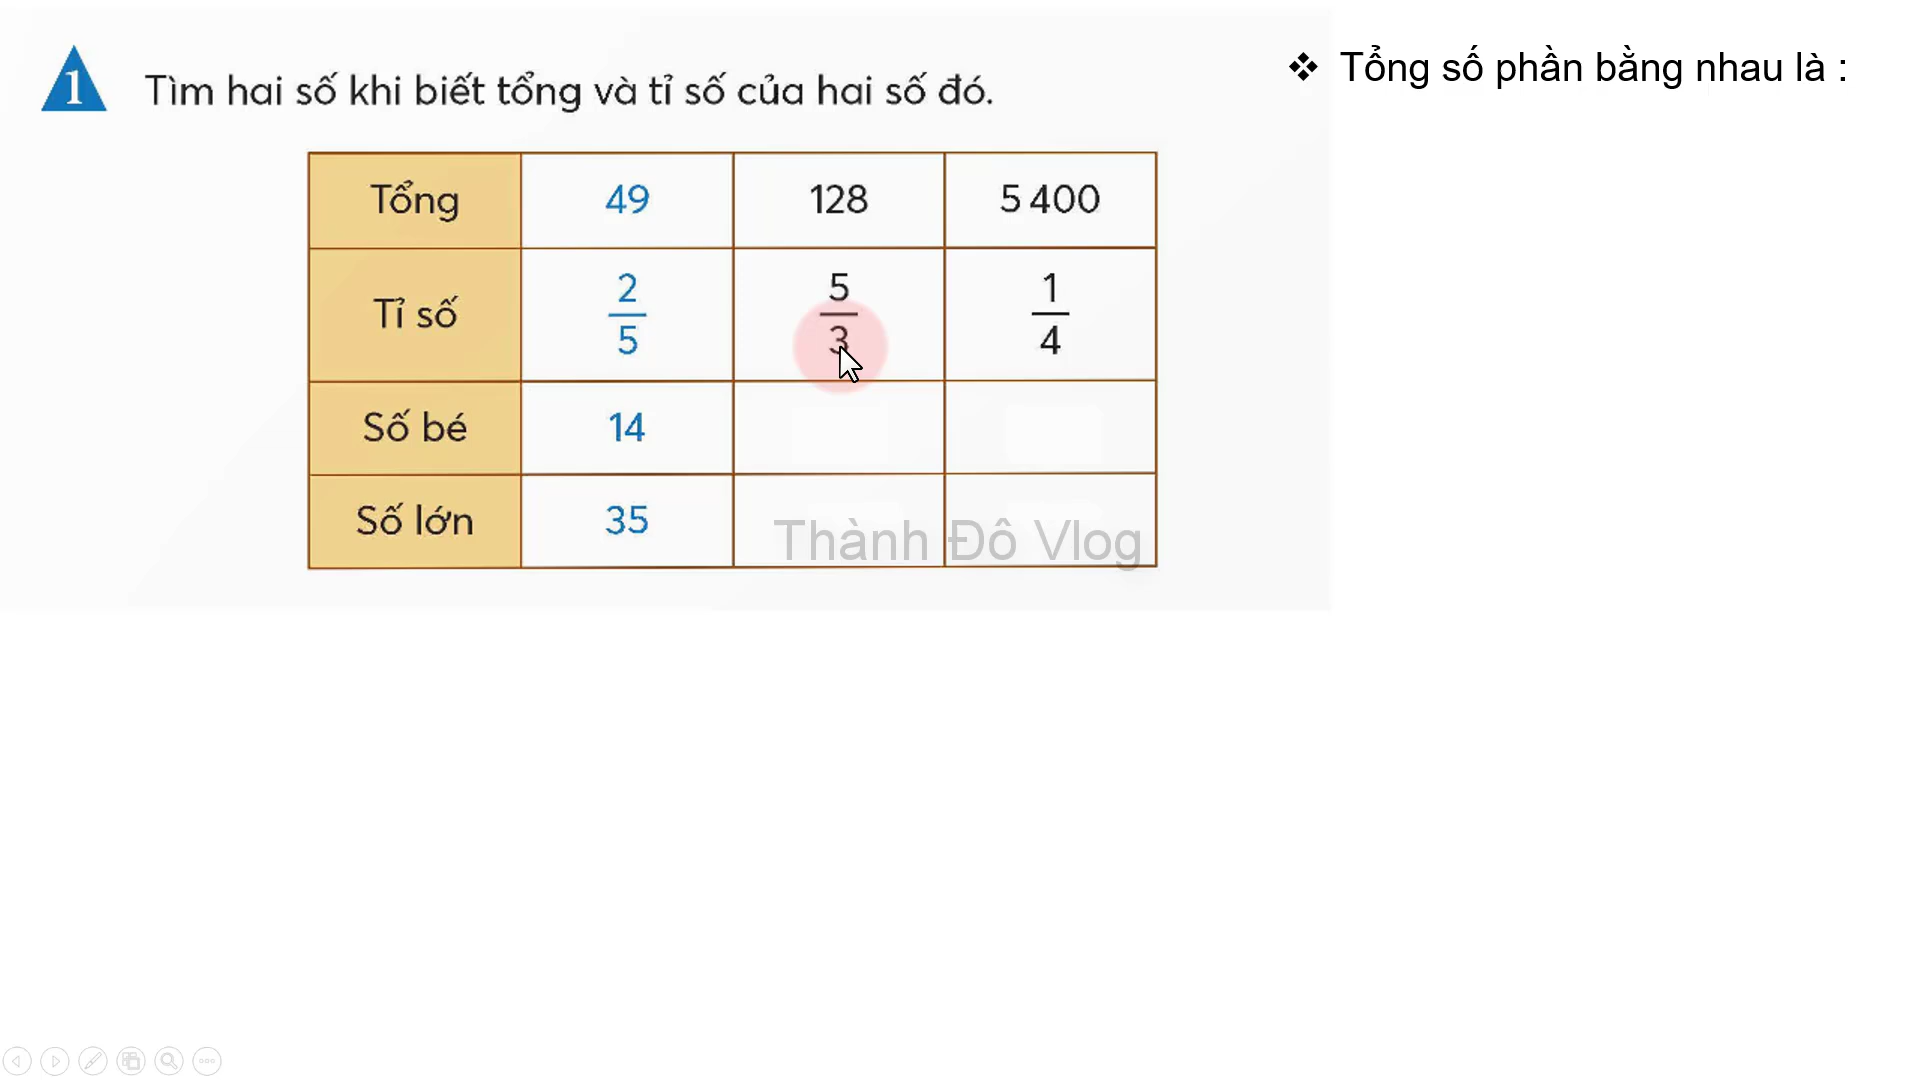 1 Tìm hai số khi biết tổng và tỉ số của hai số đó.
❖ Tổng số phần bằng nhau là :
Tổng 49 128 5 400
Tỉ số 2/5 5/3 1/4
Số bé 14
Số lớn 35
Thành Đô Vlog